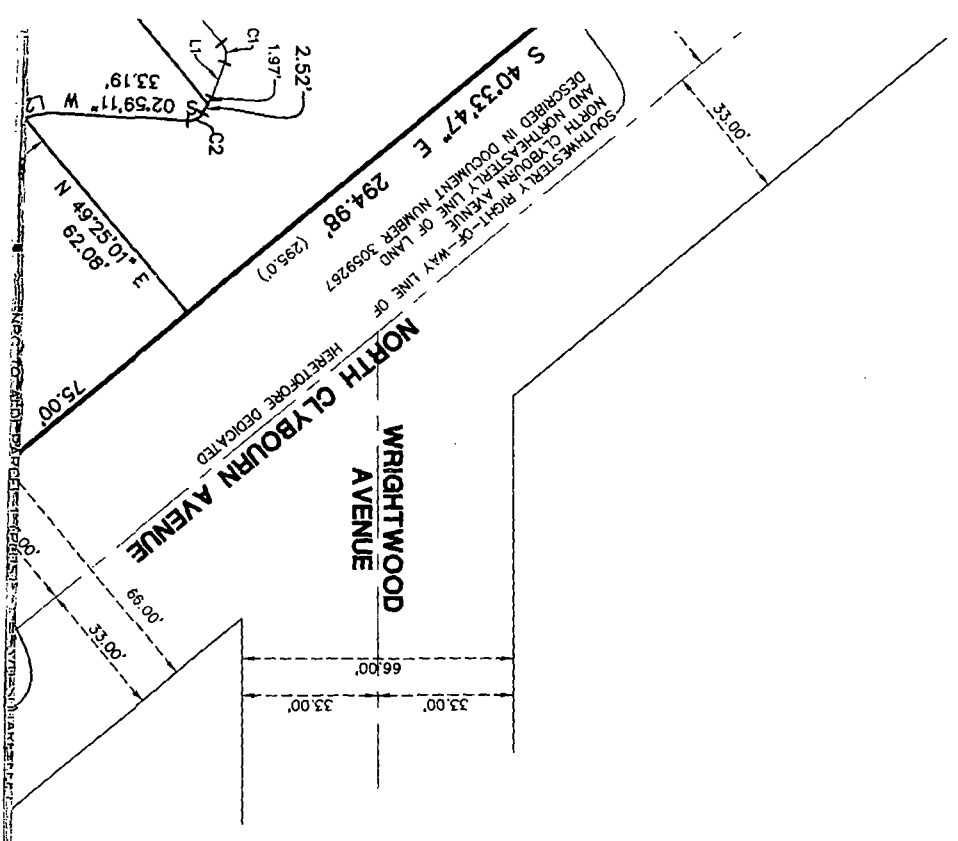 C1
L1
1.97'
2.52'
33.19'
S 02°59'11" W
C2
L2
N 49°25'01" E
62.08'
S 40°33'47" E
294.98'
(295.0')
SOUTHWESTERLY RIGHT-OF-WAY LINE OF
NORTH CLYBOURN AVENUE
AND NORTHEASTERLY LINE OF LAND
DESCRIBED IN DOCUMENT NUMBER 3059267
33.00'
75.00'
NORTH CLYBOURN AVENUE
HERETOFORE DEDICATED
WRIGHTWOOD
AVENUE
66.00'
33.00'
66.00'
33.00'
33.00'